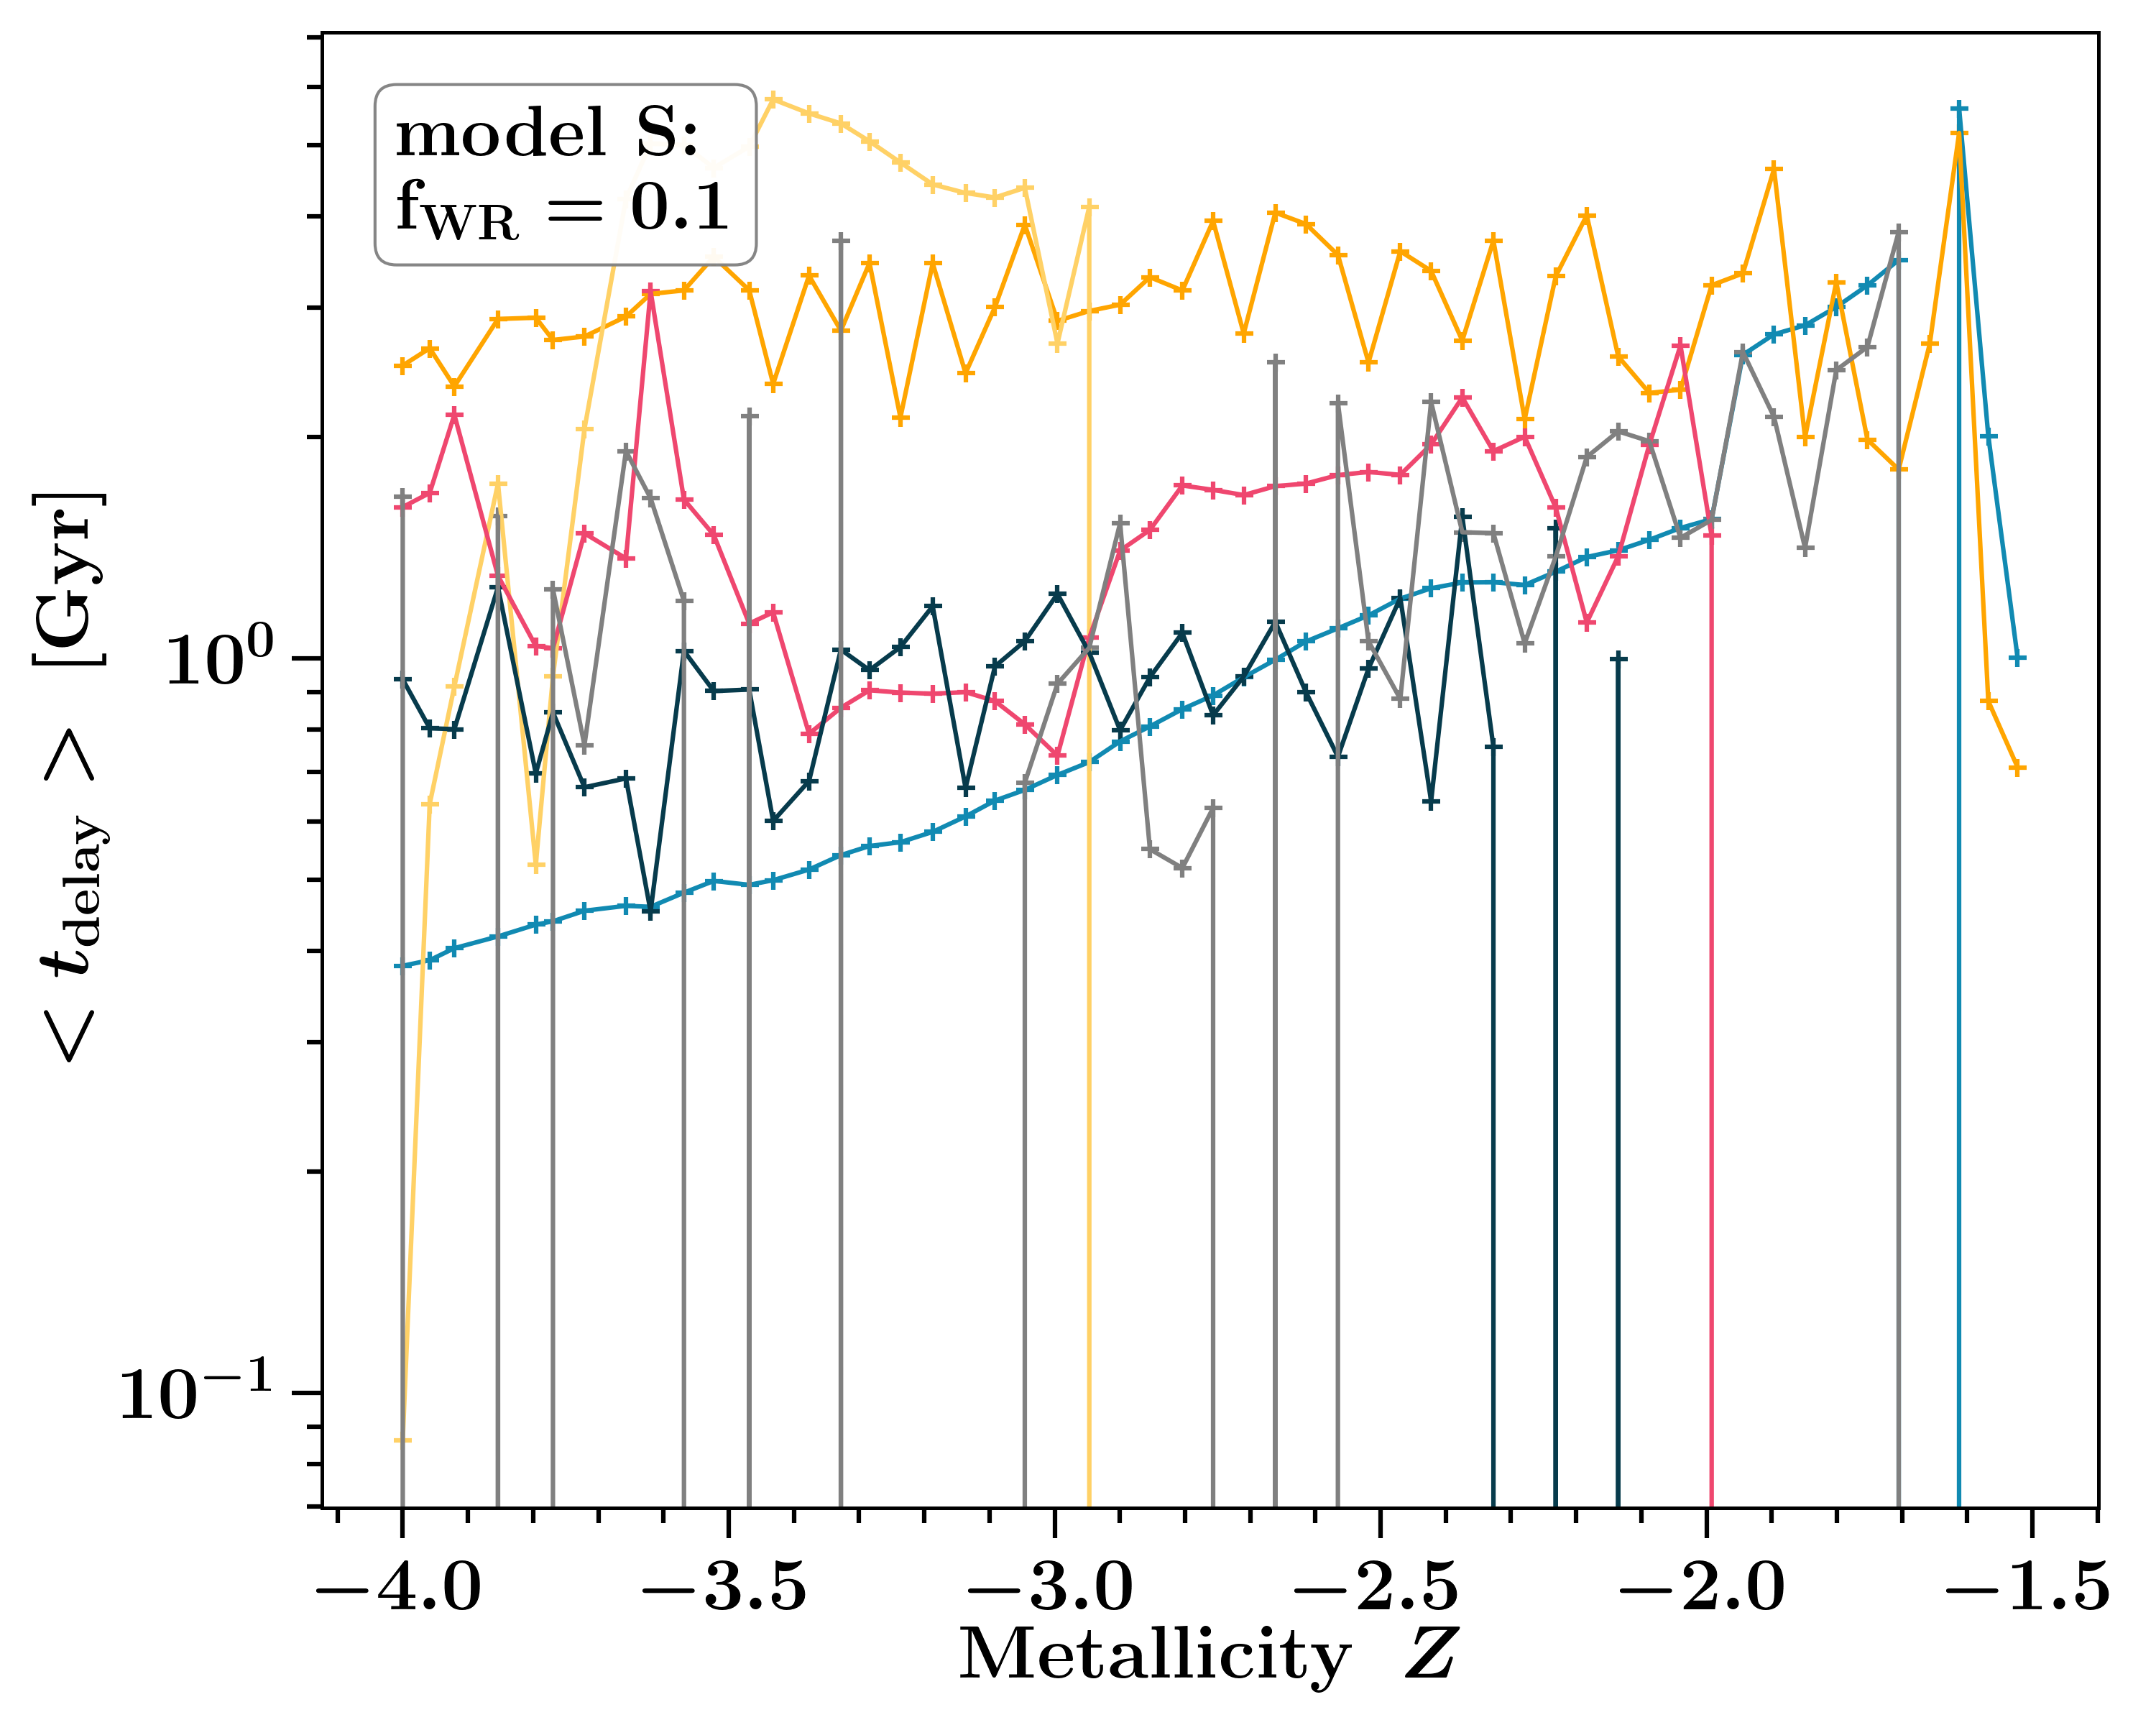 model S:
f_WR = 0.1
< t_delay > [Gyr]
10^0
10^−1
−4.0 −3.5 −3.0 −2.5 −2.0 −1.5
Metallicity Z